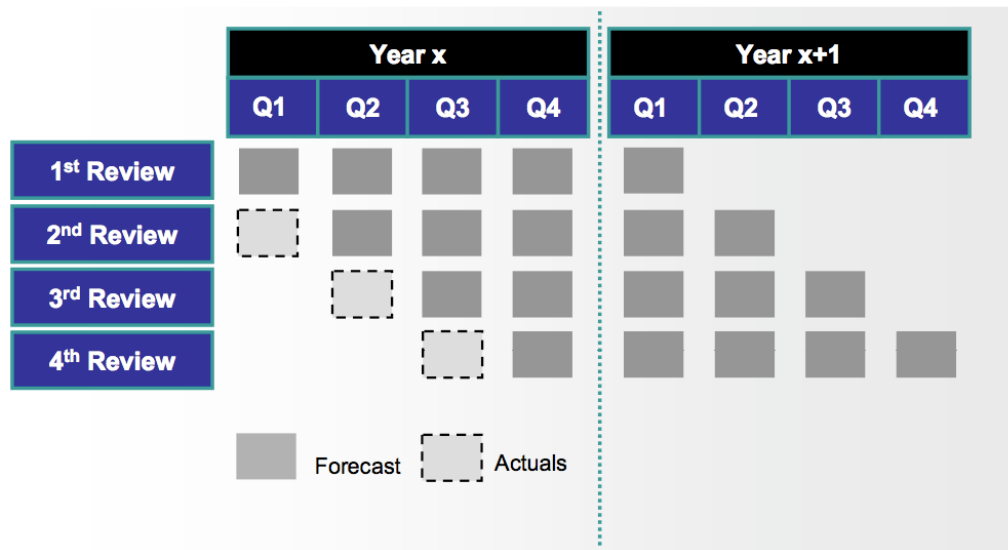 Year x Year x+1
Q1 Q2 Q3 Q4 Q1 Q2 Q3 Q4
1st Review
2nd Review
3rd Review
4th Review
Forecast Actuals